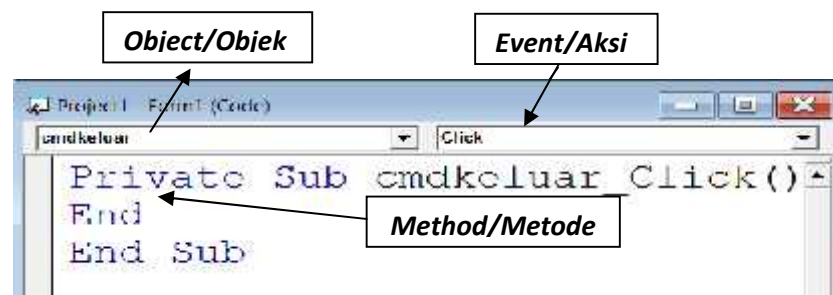 Object/Objek
Event/Aksi
Project1 - Form1 (Code)
cmdkeluar
Click
Private Sub cmdkeluar_Click()
End
Method/Metode
End Sub